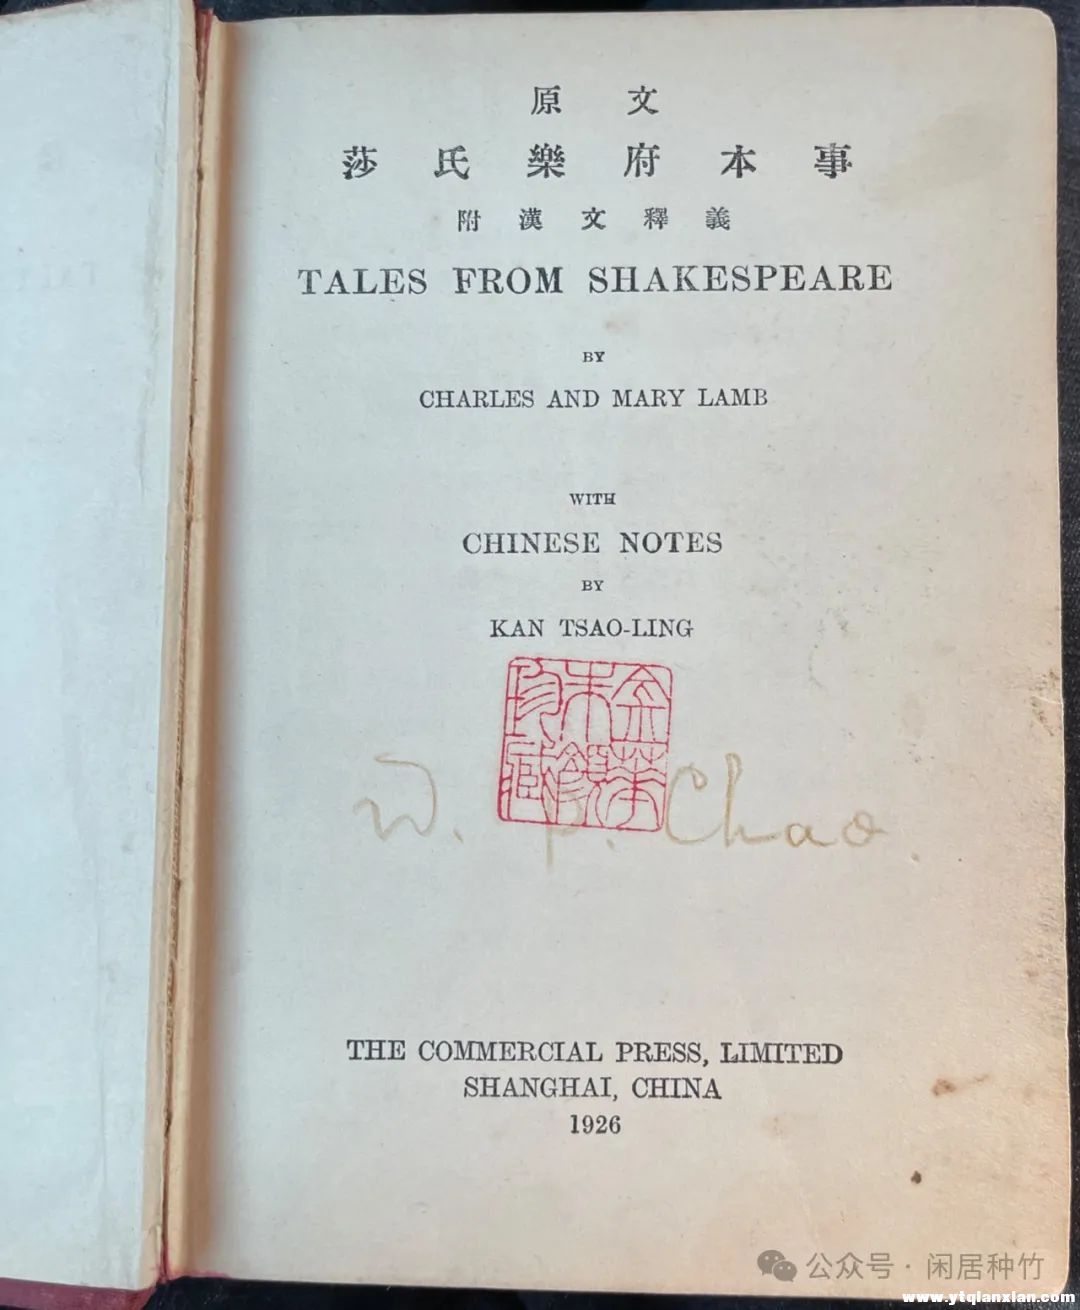 原文
莎氏樂府本事
附漢文釋義
TALES FROM SHAKESPEARE
BY
CHARLES AND MARY LAMB
WITH
CHINESE NOTES
BY
KAN TSAO-LING
W. P. Chao.
THE COMMERCIAL PRESS, LIMITED
SHANGHAI, CHINA
1926
公众号 · 闲居种竹
www.ytqianxian.com